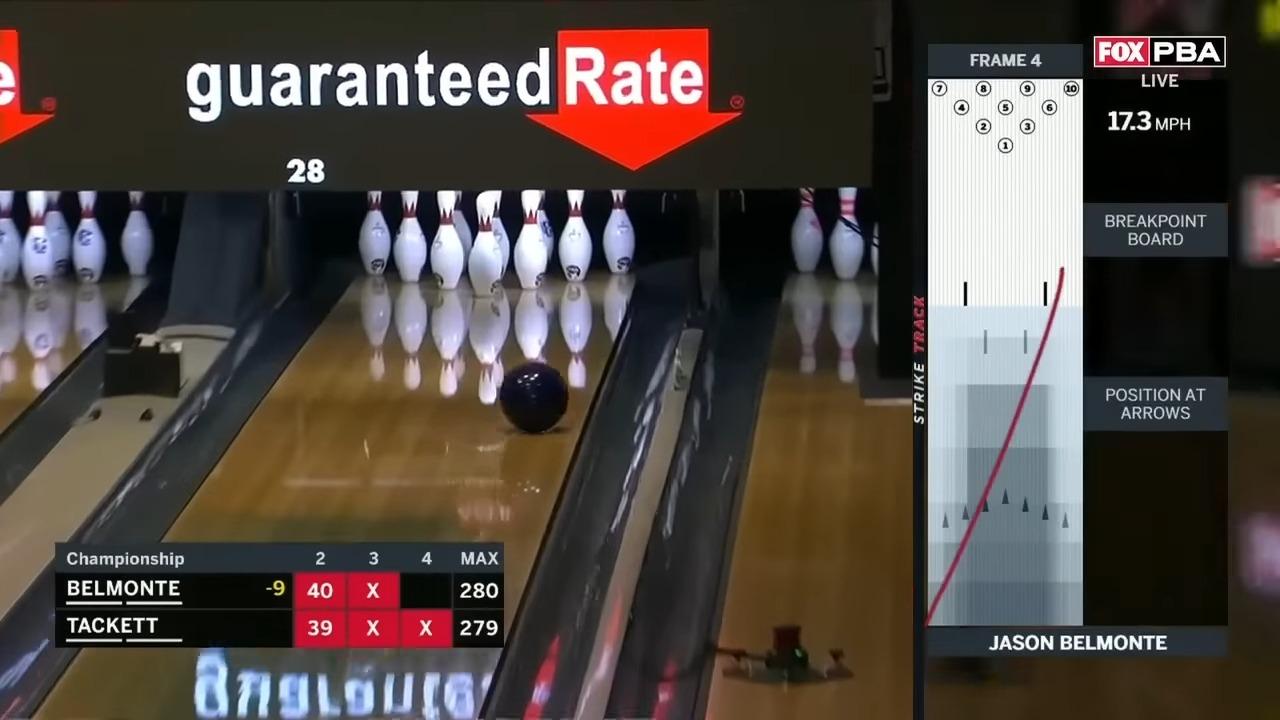 guaranteed Rate
28
Championship 2 3 4 MAX
BELMONTE -9 40 X 280
TACKETT 39 X X 279
FRAME 4
7 8 9 10
4 5 6
2 3
1
STRIKE TRACK
JASON BELMONTE
FOX PBA
LIVE
17.3 MPH
BREAKPOINT
BOARD
POSITION AT
ARROWS